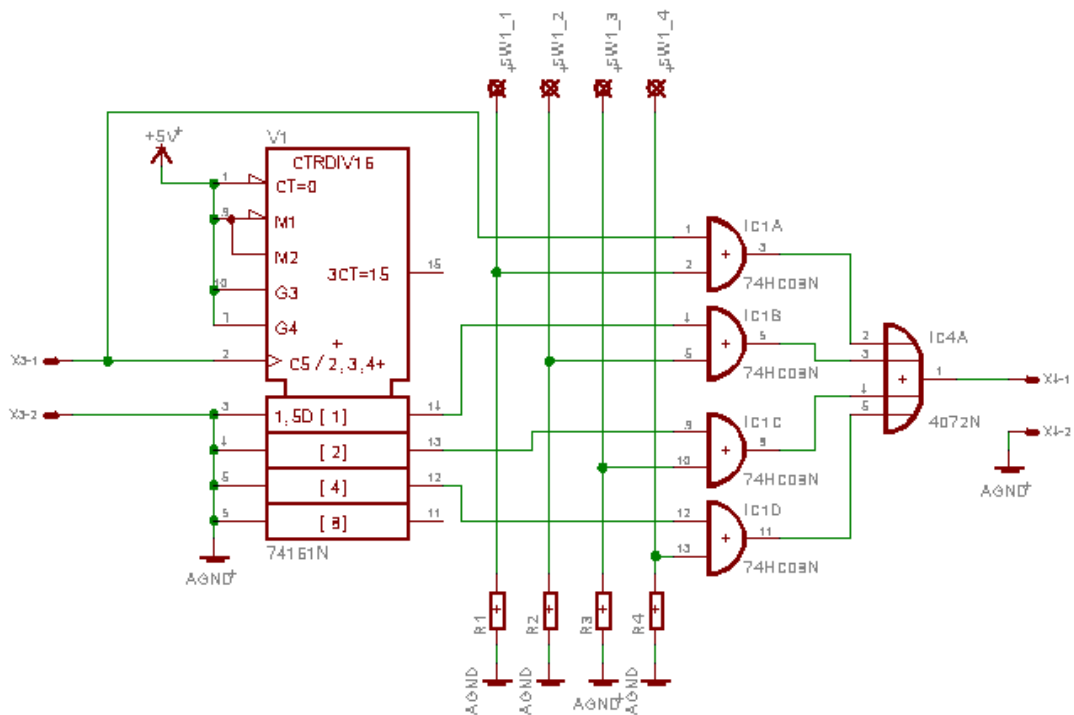 SW1_1
SW1_2
SW1_3
SW1_4
+5V
V1
CTRDIV16
1
CT=0
9
M1
M2
10
G3
7
G4
3CT=15
15
2
C5/2,3,4+
X3-1
X3-2
3
1,5D [1]
14
4
[2]
13
5
[4]
12
6
[8]
11
74161N
AGND
1
2
3
IC1A
74HC08N
4
5
6
IC1B
74HC08N
9
10
8
IC1C
74HC08N
12
13
11
IC1D
74HC08N
2
3
4
5
1
IC4A
4072N
X4-1
X4-2
AGND
R1
R2
R3
R4
AGND
AGND
AGND
AGND